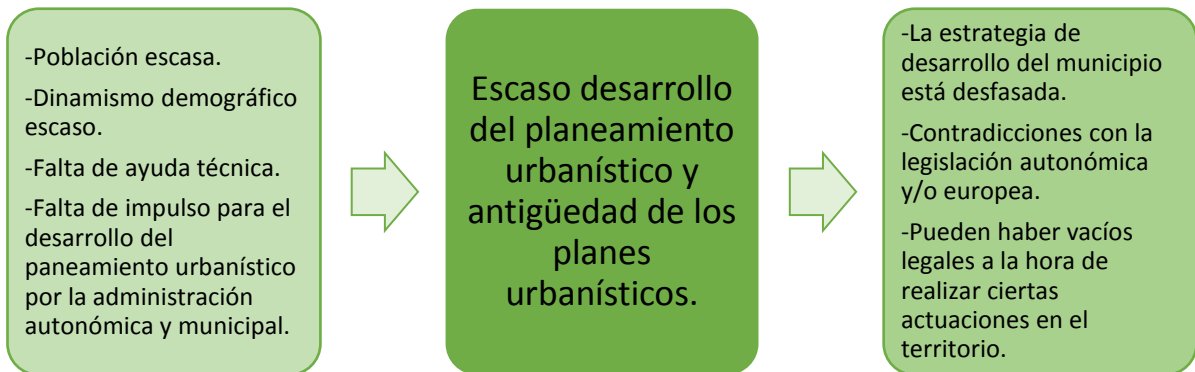 -Población escasa.
-Dinamismo demográfico
escaso.
-Falta de ayuda técnica.
-Falta de impulso para el
desarrollo del
paneamiento urbanístico
por la administración
autonómica y municipal.
Escaso desarrollo
del planeamiento
urbanístico y
antigüedad de los
planes
urbanísticos.
-La estrategia de
desarrollo del municipio
está desfasada.
-Contradicciones con la
legislación autonómica
y/o europea.
-Pueden haber vacíos
legales a la hora de
realizar ciertas
actuaciones en el
territorio.